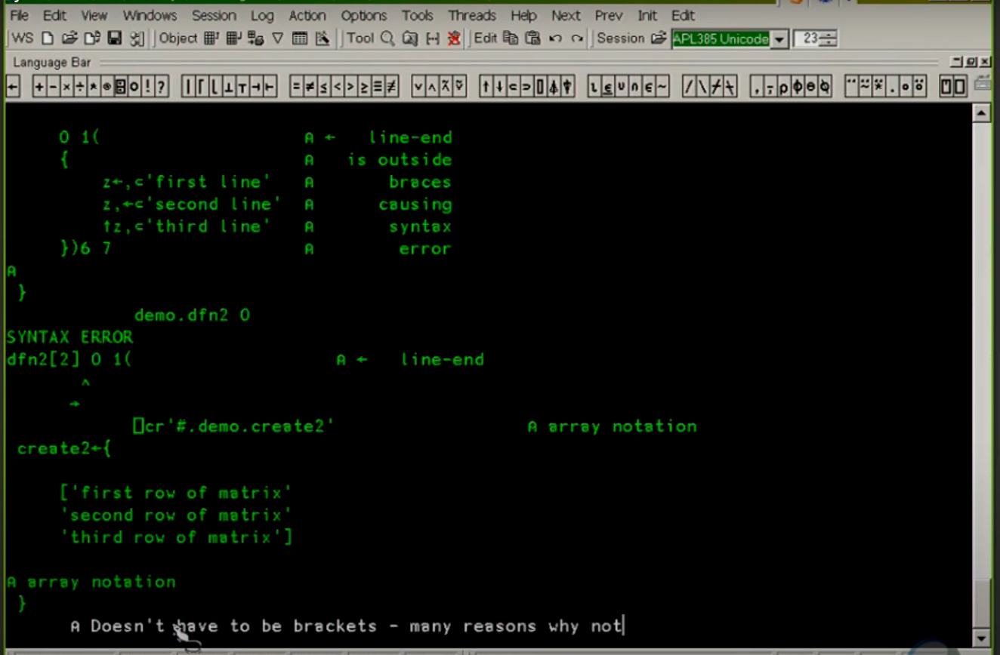 File Edit View Windows Session Log Action Options Tools Threads Help Next Prev Init Edit
WS Object Tool Edit Session APL385 Unicode 23
Language Bar
← + - × ÷ * ⍟ ⌹ ○ ! ? | ⌈ ⌊ ⊥ ⊤ ⊣ ⊢ = ≠ ≤ < > ≥ ≡ ≢ ∨ ∧ ⍲ ⍱ ↑ ↓ ⊂ ⊃ ⌷ ⍋ ⍒ ⍳ ⍷ ∪ ∩ ∊ ~ / \ ⌿ ⍀ , ⍪ ⍴ ⌽ ⊖ ⍉ ¨ ⍨ ⍣ . ∘ ⍤ ⍞ ⎕
0 1( ⍝ ← line-end
{ ⍝ is outside
z←,⊂'first line' ⍝ braces
z,←⊂'second line' ⍝ causing
↑z,⊂'third line' ⍝ syntax
})6 7 ⍝ error
⍝
}
demo.dfn2 0
SYNTAX ERROR
dfn2[2] 0 1( ⍝ ← line-end
^
→
⎕cr'#.demo.create2' ⍝ array notation
create2←{
['first row of matrix'
'second row of matrix'
'third row of matrix']
⍝ array notation
}
⍝ Doesn't have to be brackets - many reasons why not